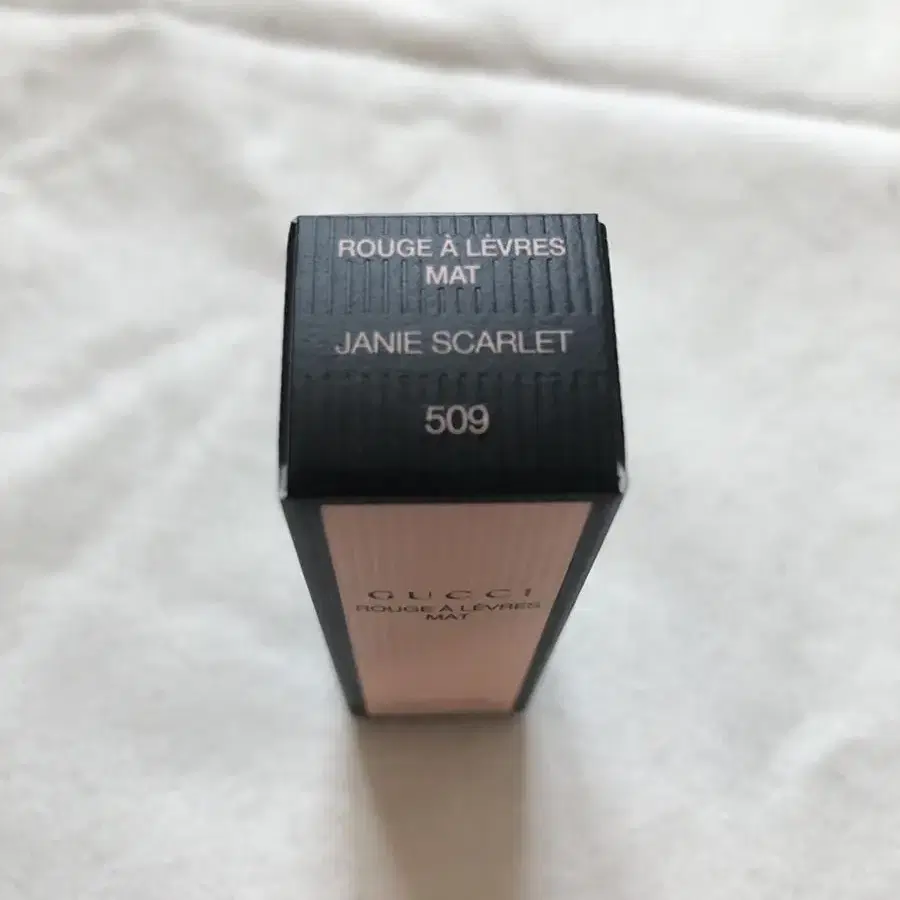 ROUGE À LÈVRES
MAT
JANIE SCARLET
509
GUCCI
ROUGE À LÈVRES
MAT